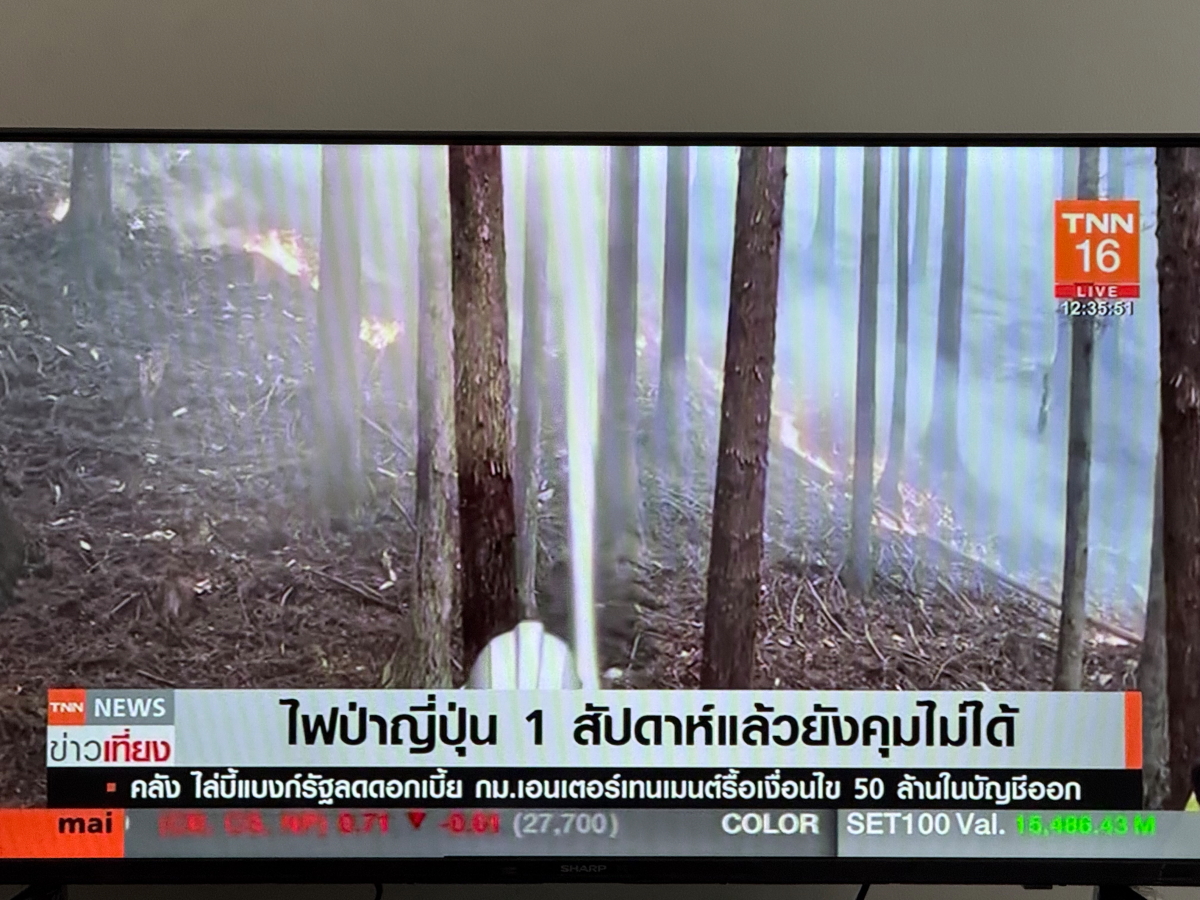 TNN
16
LIVE
12:35:51
TNN NEWS
ข่าวเที่ยง
ไฟป่าญี่ปุ่น 1 สัปดาห์แล้วยังคุมไม่ได้
คลัง ไล่บี้แบงก์รัฐลดดอกเบี้ย กม.เอนเตอร์เทนเมนต์รื้อเงื่อนไข 50 ล้านในบัญชีออก
mai 0.71 ▼ -0.61 (27,700) COLOR SET100 Val. 15,486.43 M
SHARP